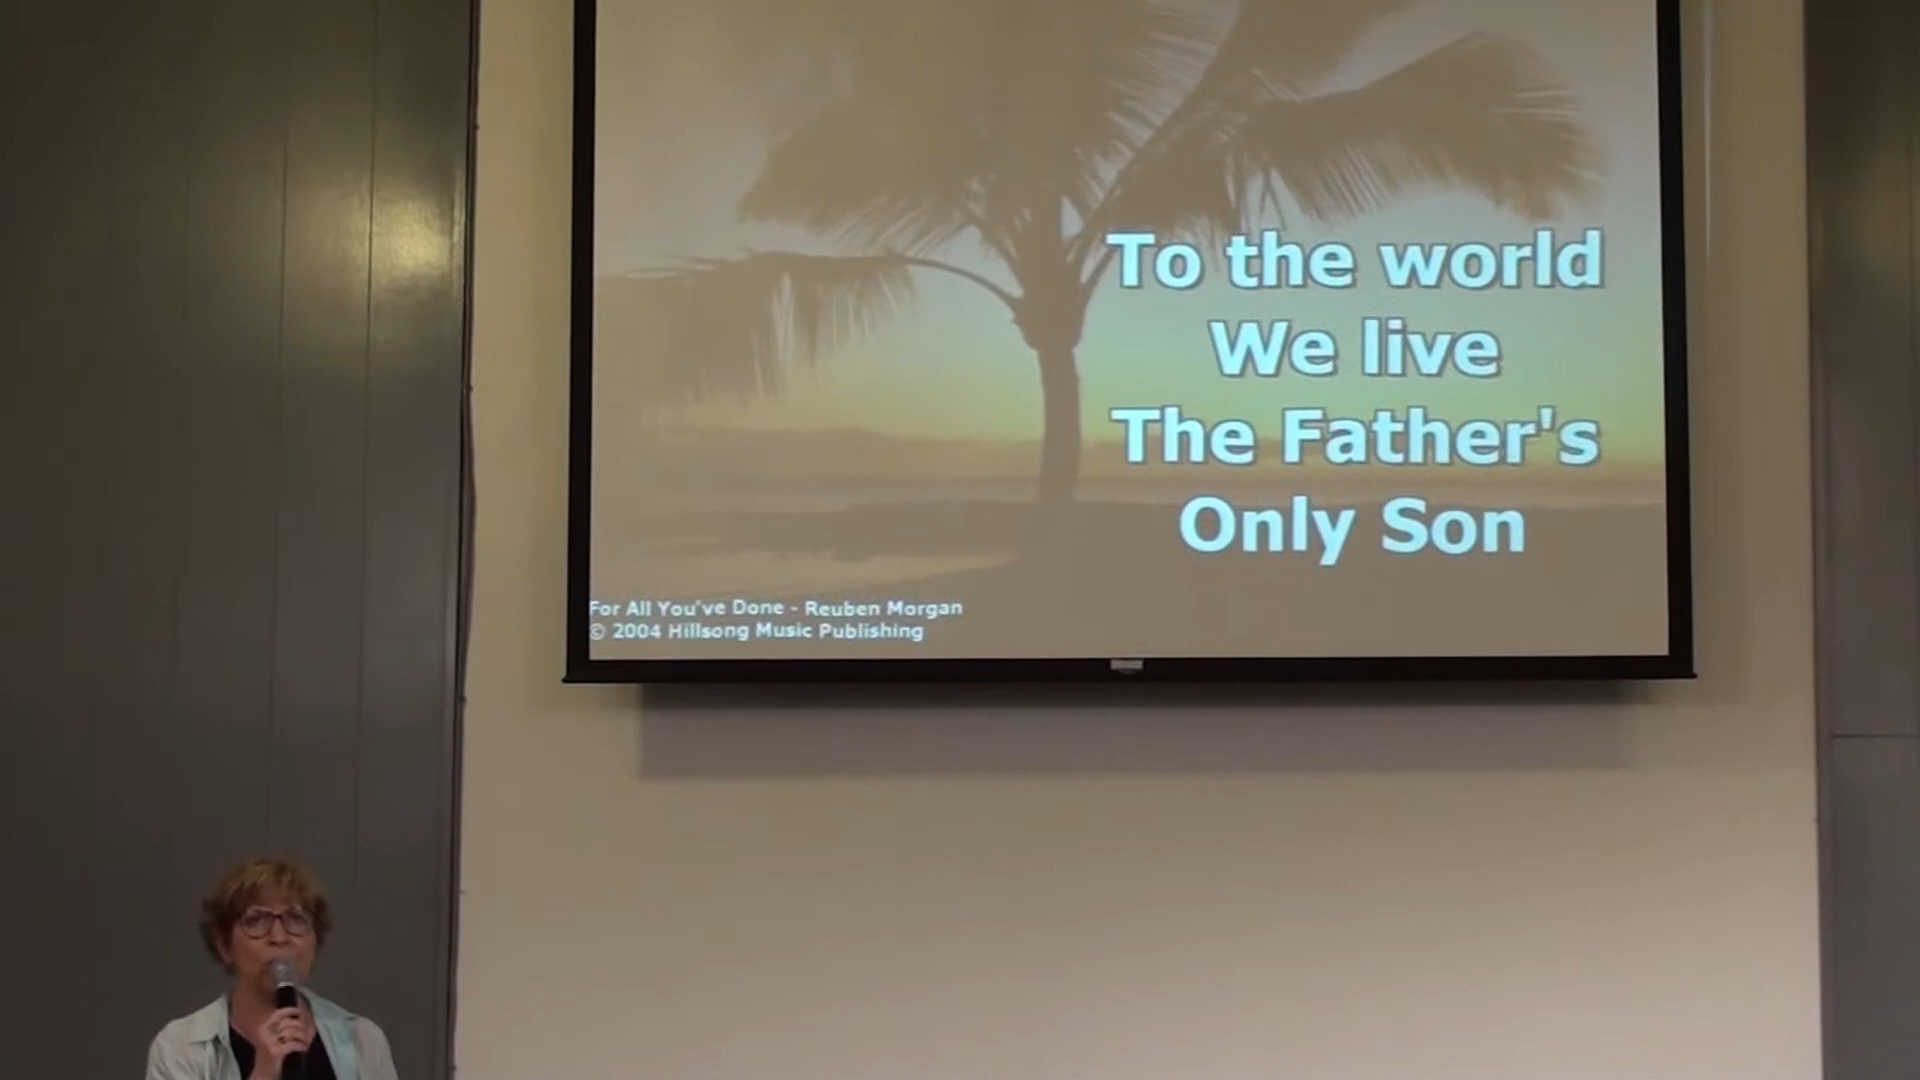 To the world
We live
The Father's
Only Son
For All You've Done - Reuben Morgan
© 2004 Hillsong Music Publishing